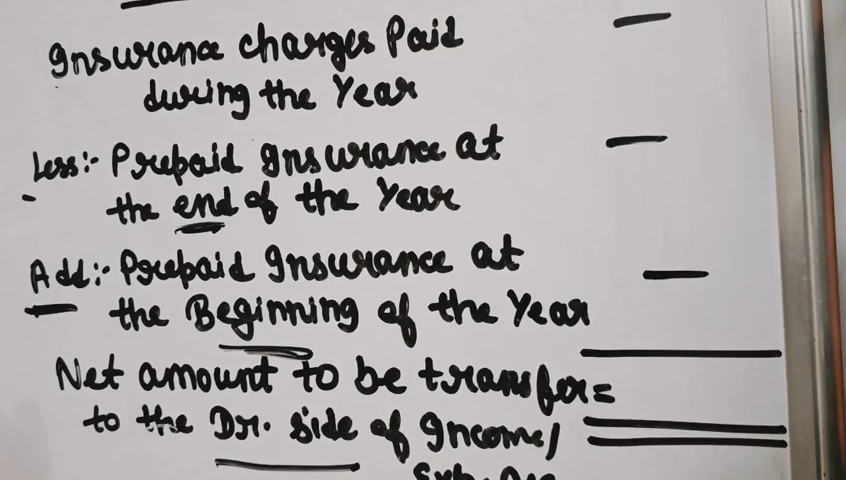 Insurance charges Paid
during the Year
Less:- Prepaid Insurance at
the end of the Year
Add:- Prepaid Insurance at
the Beginning of the Year
Net amount to be transfer=
to the Dr. side of Income/